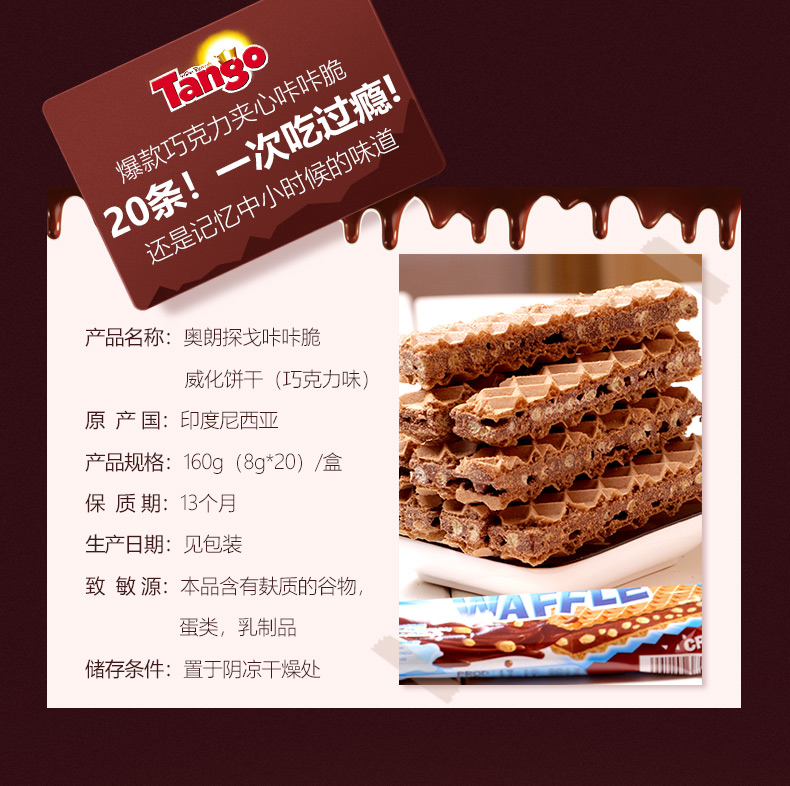 Tango
爆款巧克力夹心咔咔脆
20条！一次吃过瘾！
还是记忆中小时候的味道
产品名称：奥朗探戈咔咔脆
威化饼干（巧克力味）
原产国：印度尼西亚
产品规格：160g（8g*20）/盒
保质期：13个月
生产日期：见包装
致敏源：本品含有麸质的谷物，
蛋类，乳制品
储存条件：置于阴凉干燥处
WAFFLE
PROD